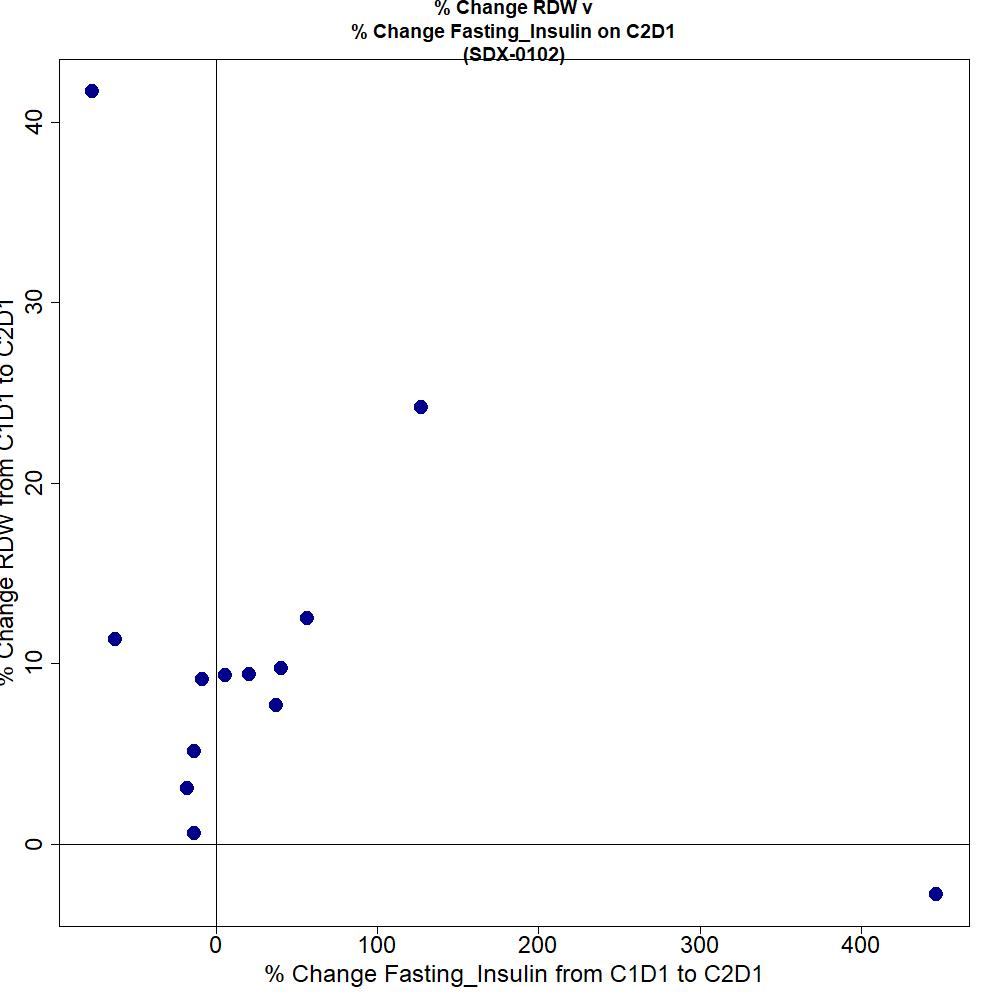 % Change RDW v
% Change Fasting_Insulin on C2D1
(SDX-0102)
% Change RDW from C1D1 to C2D1
40
30
20
10
0
0 100 200 300 400
% Change Fasting_Insulin from C1D1 to C2D1